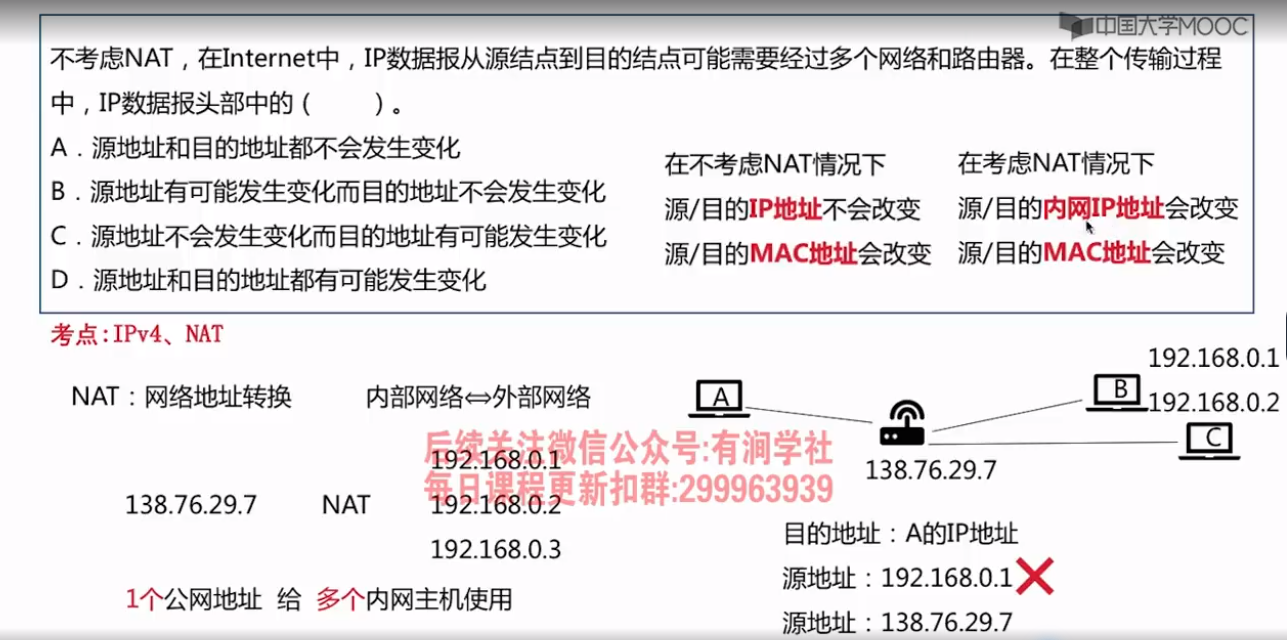 中国大学MOOC
不考虑NAT，在Internet中，IP数据报从源结点到目的结点可能需要经过多个网络和路由器。在整个传输过程
中，IP数据报头部中的（　　）。
A．源地址和目的地址都不会发生变化
B．源地址有可能发生变化而目的地址不会发生变化
C．源地址不会发生变化而目的地址有可能发生变化
D．源地址和目的地址都有可能发生变化
在不考虑NAT情况下
源/目的IP地址不会改变
源/目的MAC地址会改变
在考虑NAT情况下
源/目的内网IP地址会改变
源/目的MAC地址会改变
考点:IPv4、NAT
NAT：网络地址转换
内部网络⇔外部网络
后续关注微信公众号:有涧学社
每日课程更新扣群:299963939
192.168.0.1
138.76.29.7 NAT 192.168.0.2
192.168.0.3
1个公网地址 给 多个内网主机使用
A
B
C
192.168.0.1
192.168.0.2
138.76.29.7
目的地址：A的IP地址
源地址：192.168.0.1
源地址：138.76.29.7